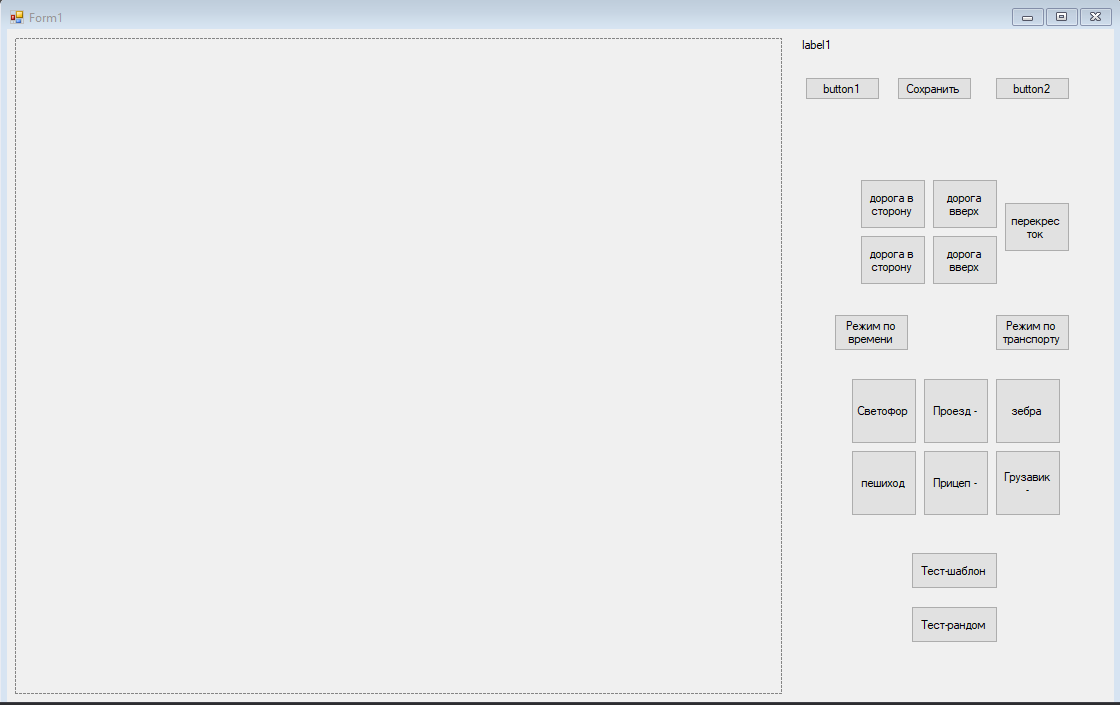 Form1
label1
button1
Сохранить
button2
дорога в
сторону
дорога
вверх
перекрес
ток
дорога в
сторону
дорога
вверх
Режим по
времени
Режим по
транспорту
Светофор
Проезд -
зебра
пешиход
Прицеп -
Грузавик
-
Тест-шаблон
Тест-рандом